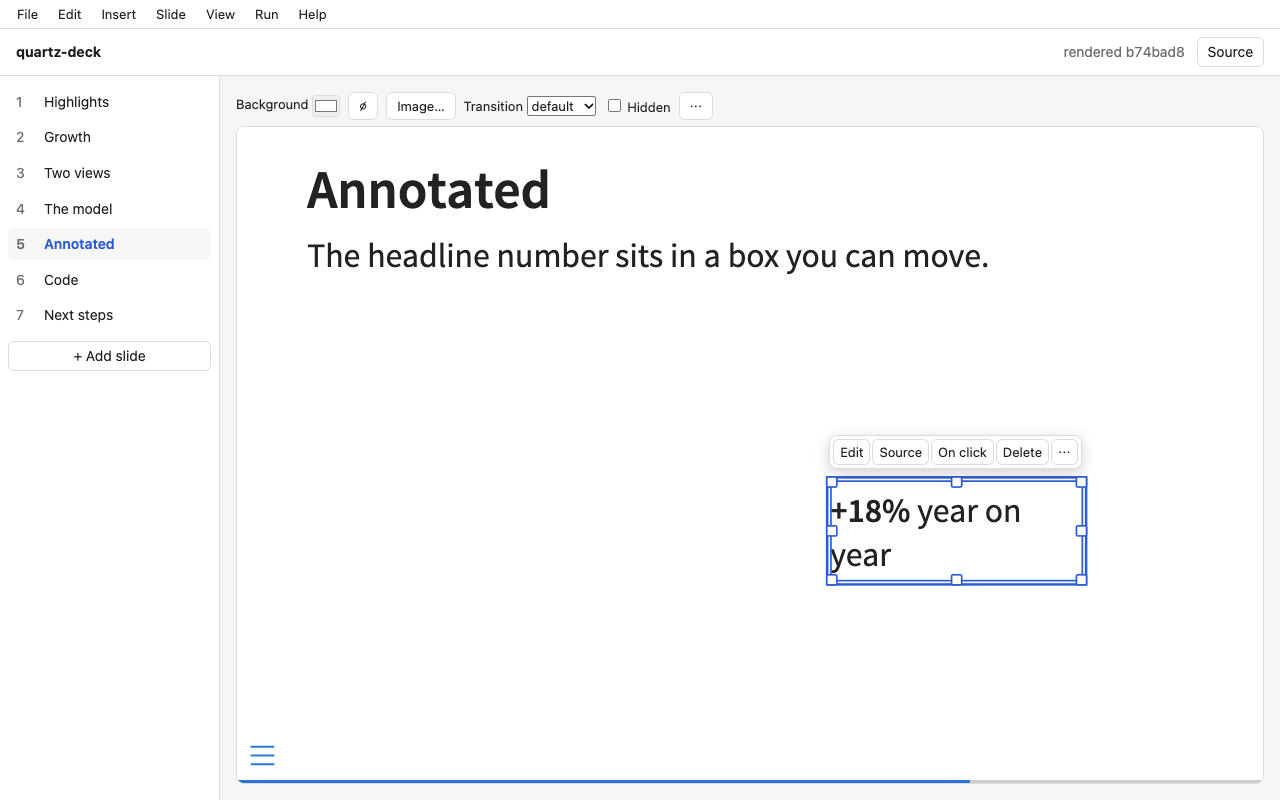 File Edit Insert Slide View Run Help
quartz-deck
rendered b74bad8 Source
1 Highlights
2 Growth
3 Two views
4 The model
5 Annotated
6 Code
7 Next steps
+ Add slide
Background ø Image... Transition default Hidden ...
Annotated
The headline number sits in a box you can move.
Edit Source On click Delete ...
+18% year on
year